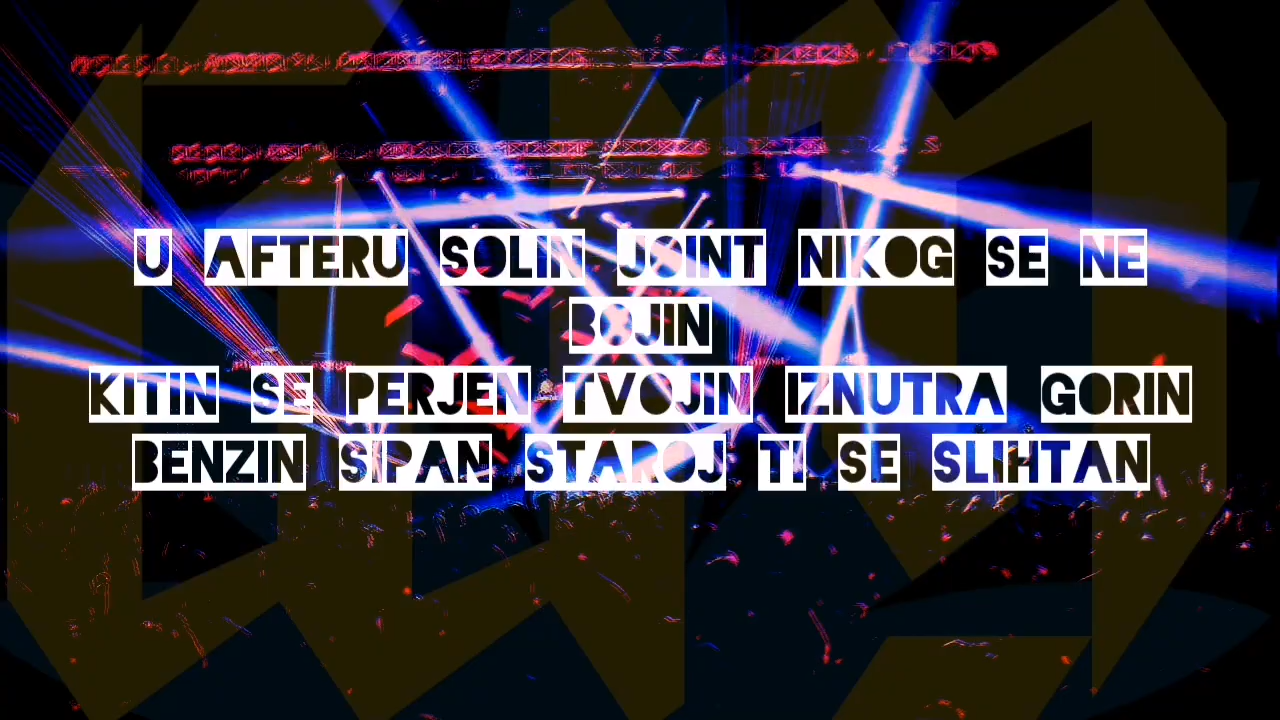 U AFTERU SOLIN JOINT NIKOG SE NE
BOJIN
KITIN SE PERJEN TVOJIN IZNUTRA GORIN
BENZIN SIPAN STAROJ TI SE SLIHTAN